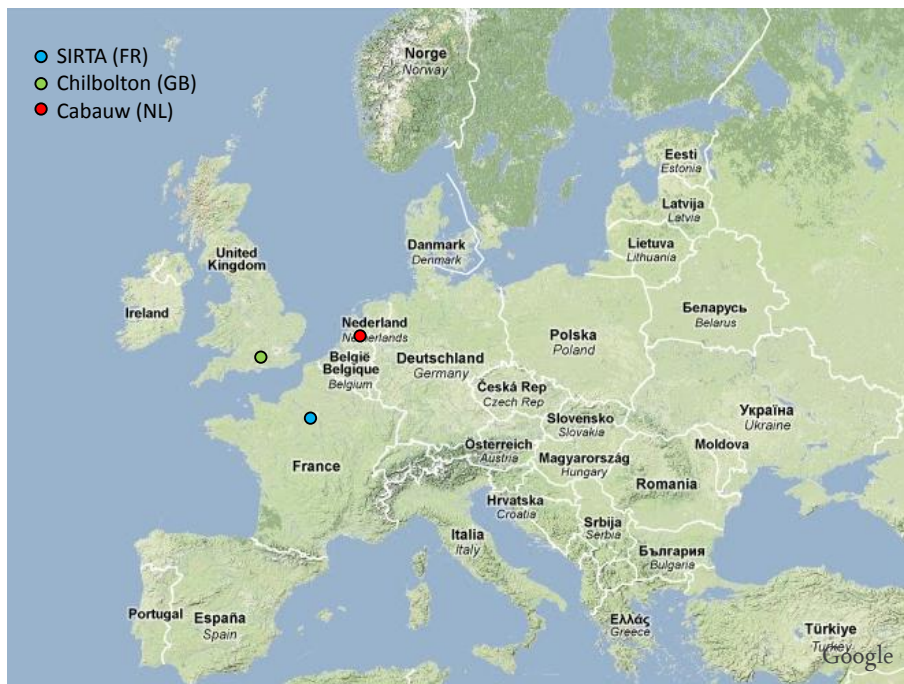 SIRTA (FR)
Chilbolton (GB)
Cabauw (NL)
Norge
Norway
Eesti
Estonia
Latvija
Latvia
Danmark
Denmark
Lietuva
Lithuania
United
Kingdom
Беларусь
Belarus
Ireland
Nederland
Netherlands
Polska
Poland
België
Belgique
Belgium
Deutschland
Germany
Česká Rep
Czech Rep
Slovensko
Slovakia
Україна
Ukraine
Moldova
Österreich
Austria
Magyarország
Hungary
France
Romania
Hrvatska
Croatia
Srbija
Serbia
Italia
Italy
България
Bulgaria
Portugal
España
Spain
Ελλάς
Greece
Türkiye
Turkey
Google